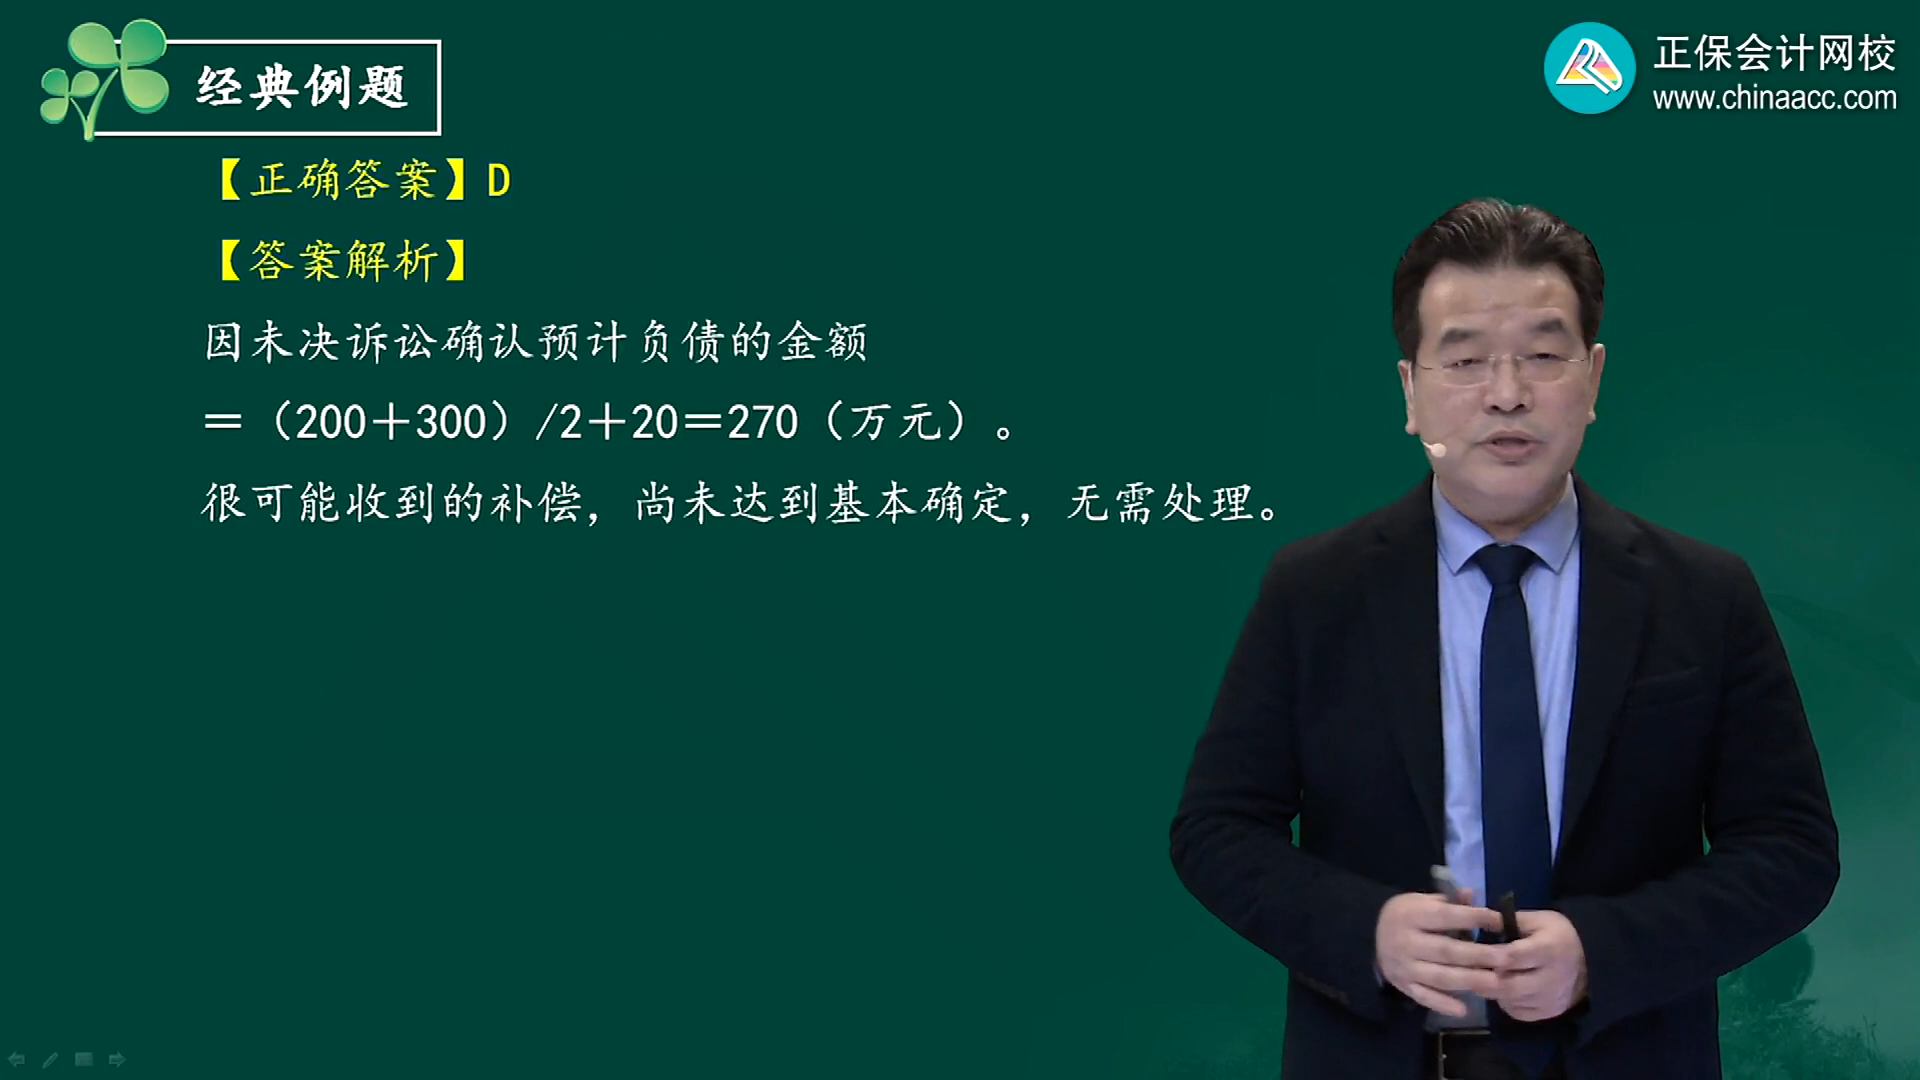 经典例题
正保会计网校
www.chinaacc.com
【正确答案】D
【答案解析】
因未决诉讼确认预计负债的金额
＝（200＋300）/2＋20＝270（万元）。
很可能收到的补偿，尚未达到基本确定，无需处理。